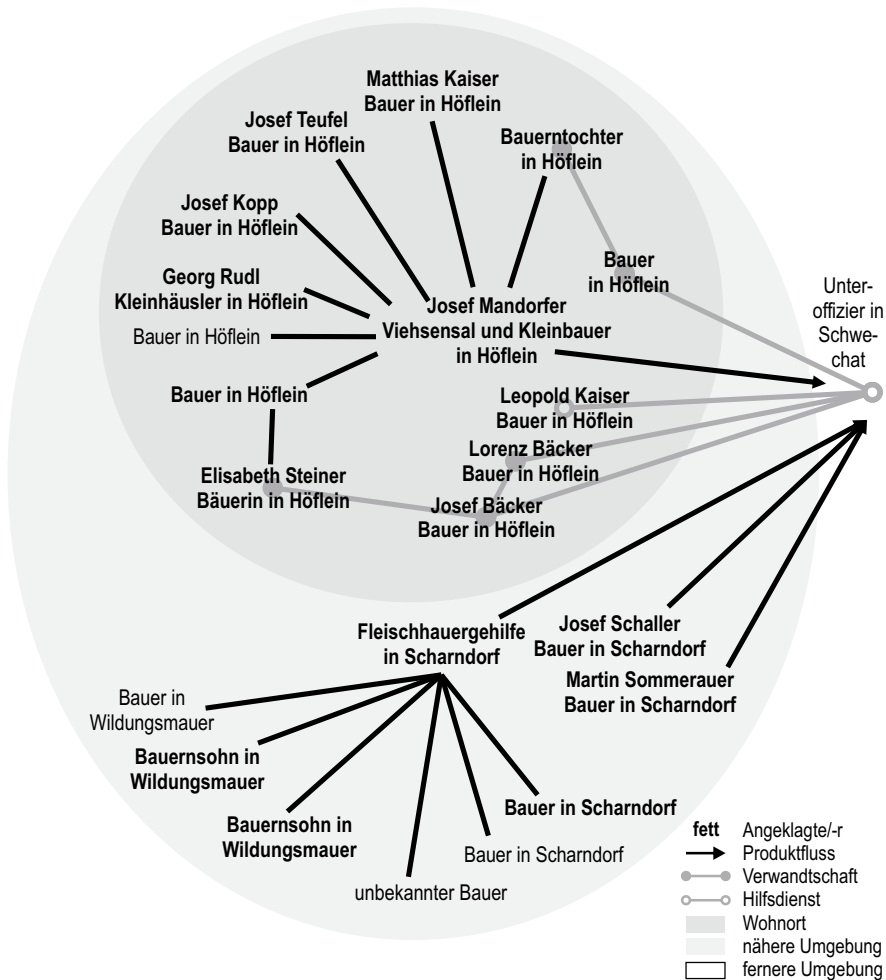 Matthias Kaiser
Bauer in Höflein
Josef Teufel
Bauer in Höflein
Bauerntochter
in Höflein
Josef Kopp
Bauer in Höflein
Georg Rudl
Kleinhäusler in Höflein
Bauer
in Höflein
Unter-
offizier in
Schwe-
chat
Bauer in Höflein
Josef Mandorfer
Viehsensal und Kleinbauer
in Höflein
Bauer in Höflein
Leopold Kaiser
Bauer in Höflein
Lorenz Bäcker
Bauer in Höflein
Elisabeth Steiner
Bäuerin in Höflein
Josef Bäcker
Bauer in Höflein
Fleischhauergehilfe
in Scharndorf
Josef Schaller
Bauer in Scharndorf
Martin Sommerauer
Bauer in Scharndorf
Bauer in
Wildungsmauer
Bauernsohn in
Wildungsmauer
Bauernsohn in
Wildungsmauer
unbekannter Bauer
Bauer in Scharndorf
Bauer in Scharndorf
fett Angeklagte/-r
Produktfluss
Verwandtschaft
Hilfsdienst
Wohnort
nähere Umgebung
fernere Umgebung